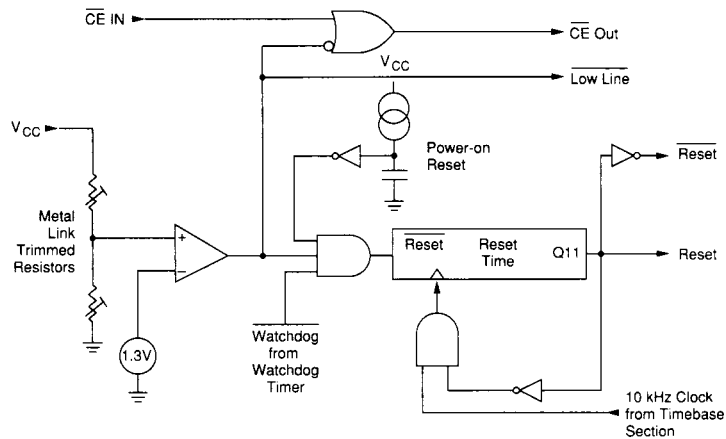 CE IN
CE Out
VCC
Low Line
VCC
Power-on
Reset
Reset
Metal
Link
Trimmed
Resistors
+
−
Reset
Reset
Time
Q11
Reset
1.3V
Watchdog
from
Watchdog
Timer
10 kHz Clock
from Timebase
Section